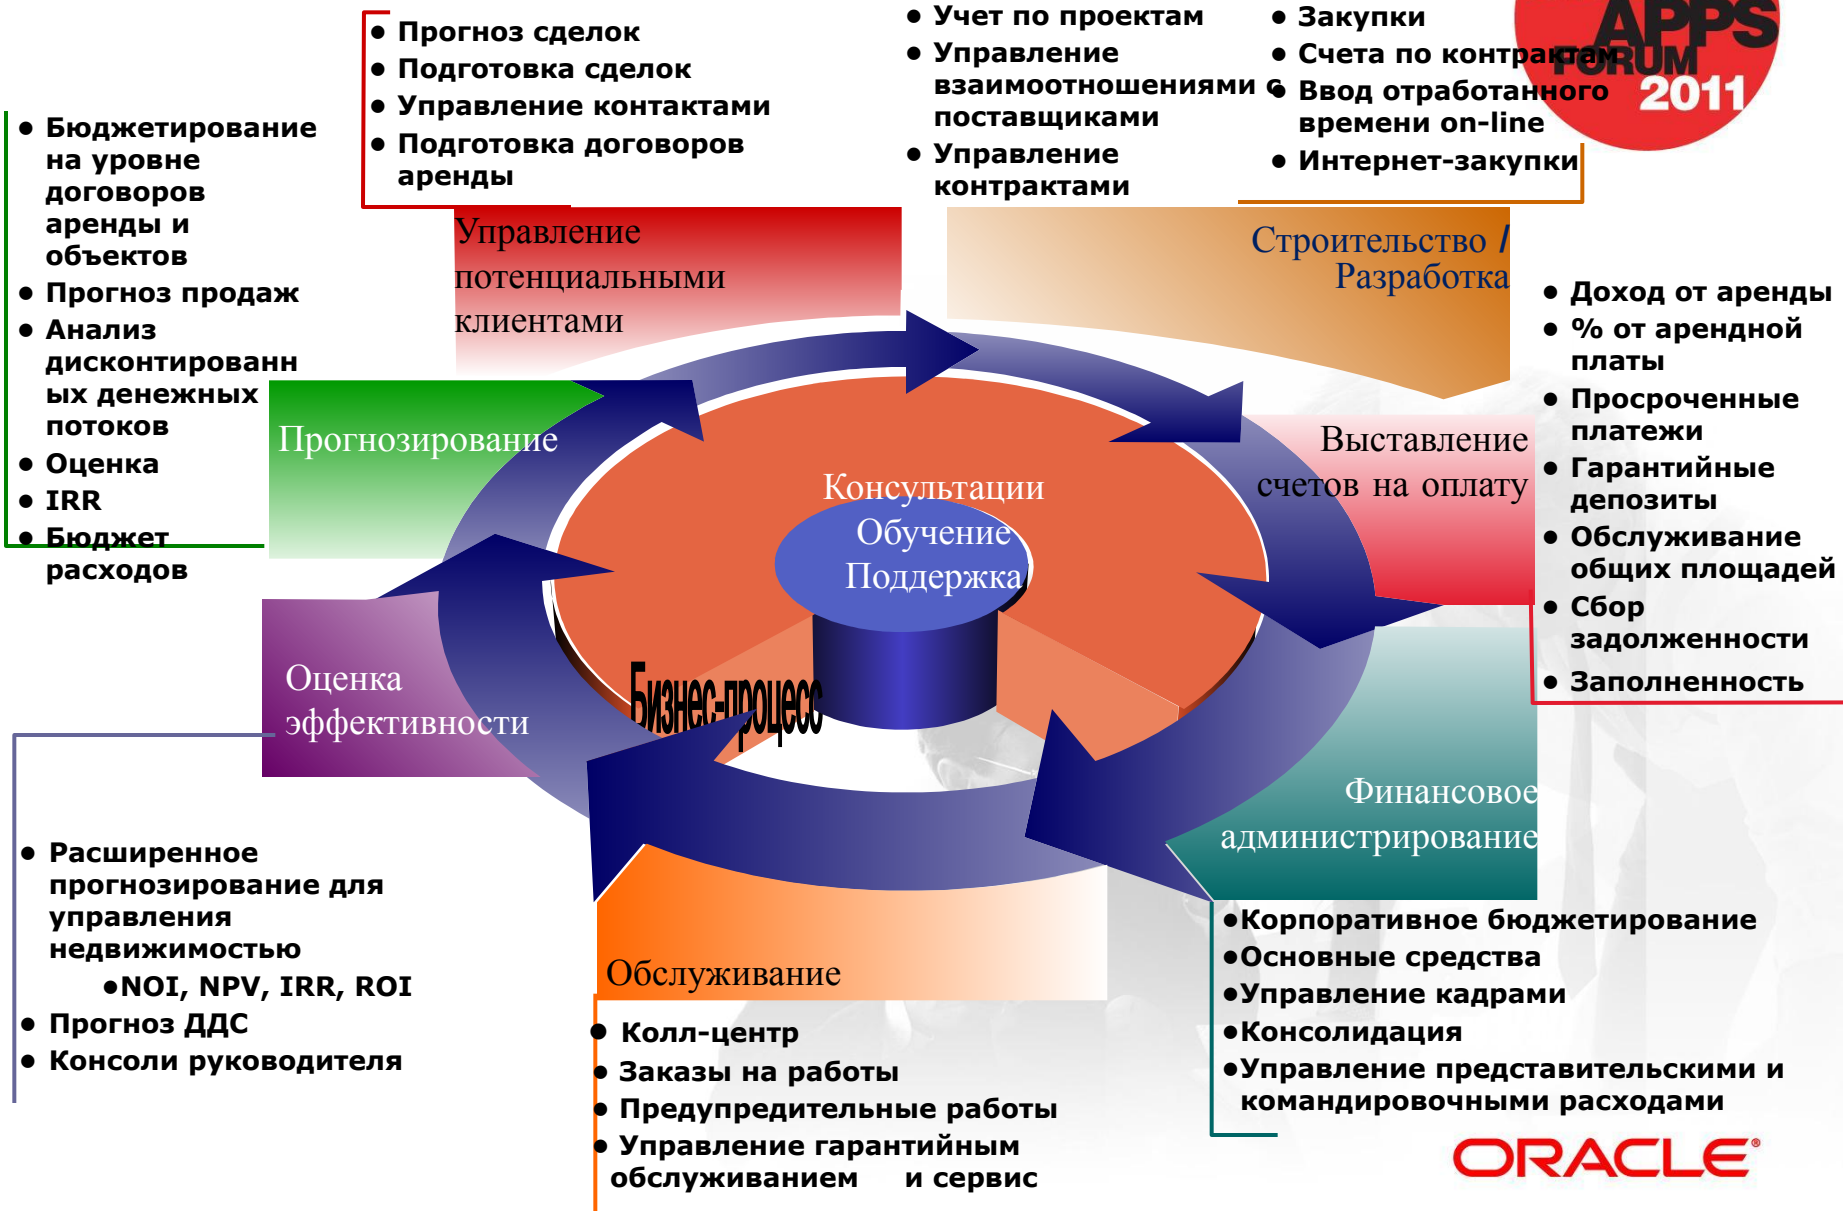 • Прогноз сделок
• Подготовка сделок
• Управление контактами
• Подготовка договоров
аренды
• Учет по проектам
• Управление
взаимоотношениями с
поставщиками
• Управление
контрактами
• Закупки
• Счета по контрактам
• Ввод отработанного
времени on-line
• Интернет-закупки
APPS
FORUM
2011
• Бюджетирование
на уровне
договоров
аренды и
объектов
• Прогноз продаж
• Анализ
дисконтированн
ых денежных
потоков
• Оценка
• IRR
• Бюджет
расходов
Управление
потенциальными
клиентами
Строительство /
Разработка
• Доход от аренды
• % от арендной
платы
• Просроченные
платежи
• Гарантийные
депозиты
• Обслуживание
общих площадей
• Сбор
задолженности
• Заполненность
Прогнозирование
Выставление
счетов на оплату
Консультации
Обучение
Поддержка
Бизнес-процесс
Оценка
эффективности
Финансовое
администрирование
Обслуживание
• Расширенное
прогнозирование для
управления
недвижимостью
•NOI, NPV, IRR, ROI
• Прогноз ДДС
• Консоли руководителя
• Колл-центр
• Заказы на работы
• Предупредительные работы
• Управление гарантийным
обслуживанием и сервис
•Корпоративное бюджетирование
•Основные средства
•Управление кадрами
•Консолидация
•Управление представительскими и
командировочными расходами
ORACLE®